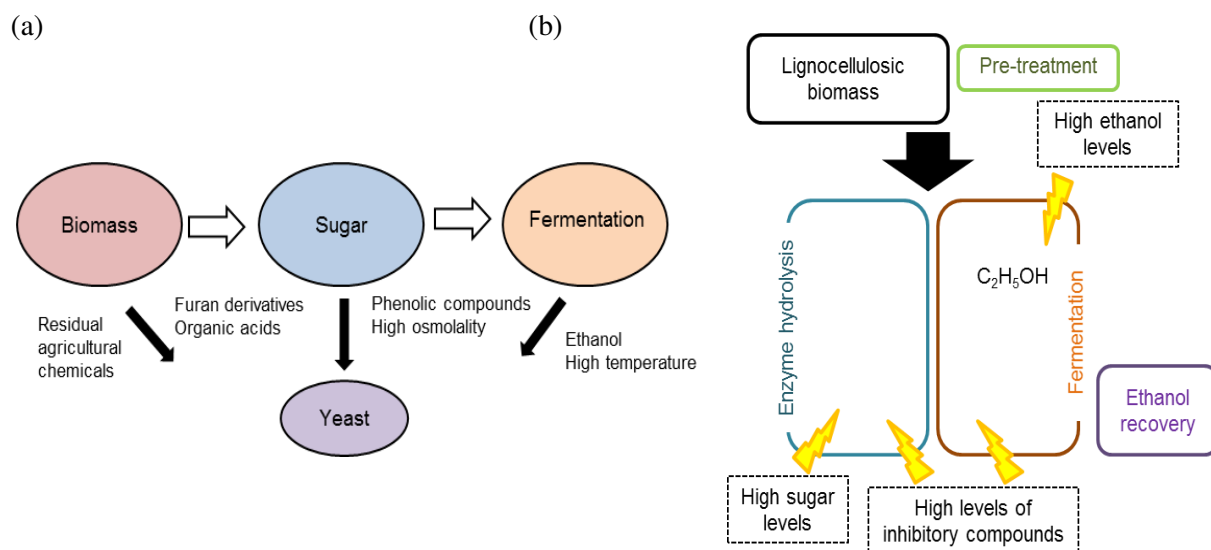 (a)
Biomass
Sugar
Fermentation
Residual
agricultural
chemicals
Furan derivatives
Organic acids
Phenolic compounds
High osmolality
Ethanol
High temperature
Yeast
(b)
Lignocellulosic
biomass
Pre-treatment
High ethanol
levels
Enzyme hydrolysis
C₂H₅OH
Fermentation
Ethanol
recovery
High sugar
levels
High levels of
inhibitory compounds